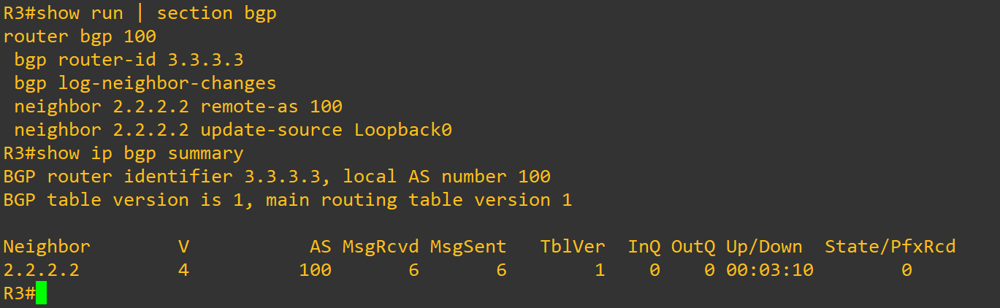 R3#show run | section bgp
router bgp 100
 bgp router-id 3.3.3.3
 bgp log-neighbor-changes
 neighbor 2.2.2.2 remote-as 100
 neighbor 2.2.2.2 update-source Loopback0
R3#show ip bgp summary
BGP router identifier 3.3.3.3, local AS number 100
BGP table version is 1, main routing table version 1

Neighbor        V           AS MsgRcvd MsgSent   TblVer  InQ OutQ Up/Down  State/PfxRcd
2.2.2.2         4          100       6       6        1    0    0 00:03:10        0
R3#